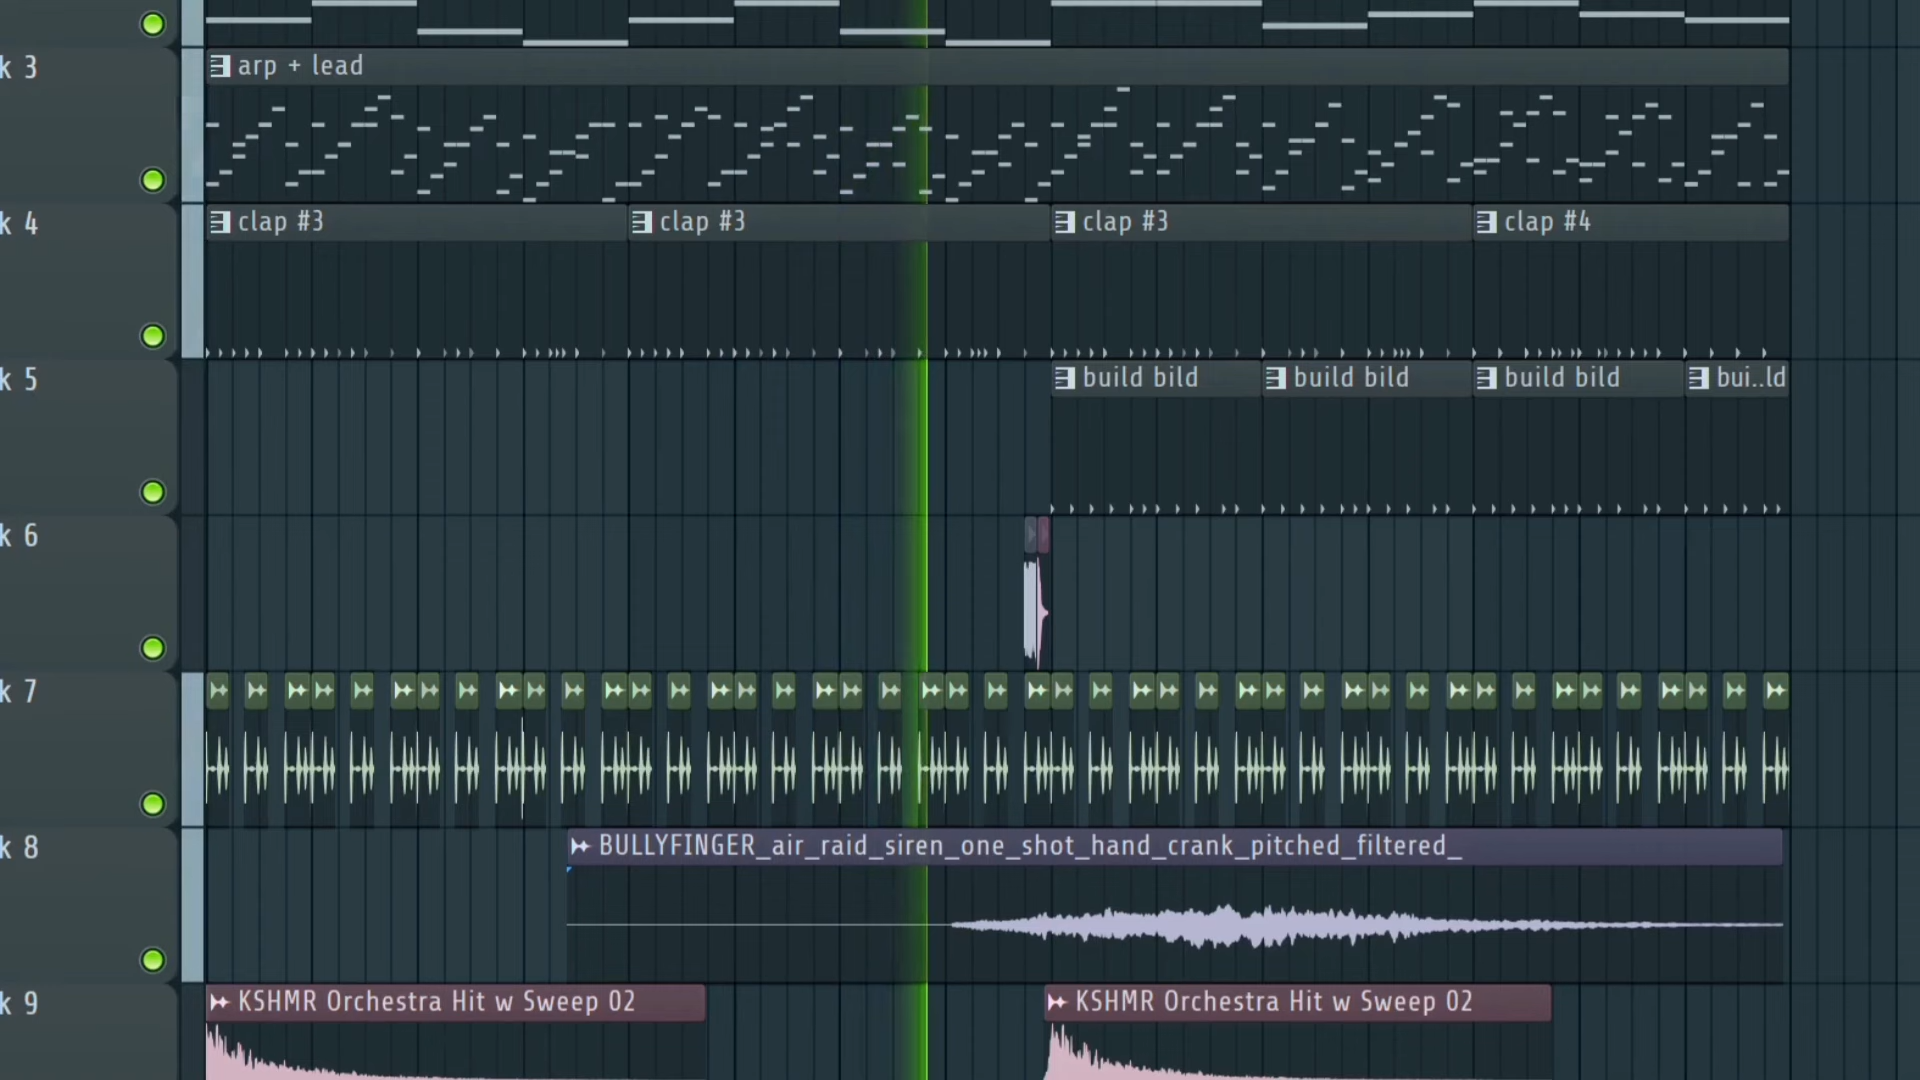 k 3
arp + lead
k 4
clap #3 clap #3 clap #3 clap #4
k 5
build bild build bild build bild bui..ld
k 6
k 7
k 8
BULLYFINGER_air_raid_siren_one_shot_hand_crank_pitched_filtered_
k 9
KSHMR Orchestra Hit w Sweep 02 KSHMR Orchestra Hit w Sweep 02